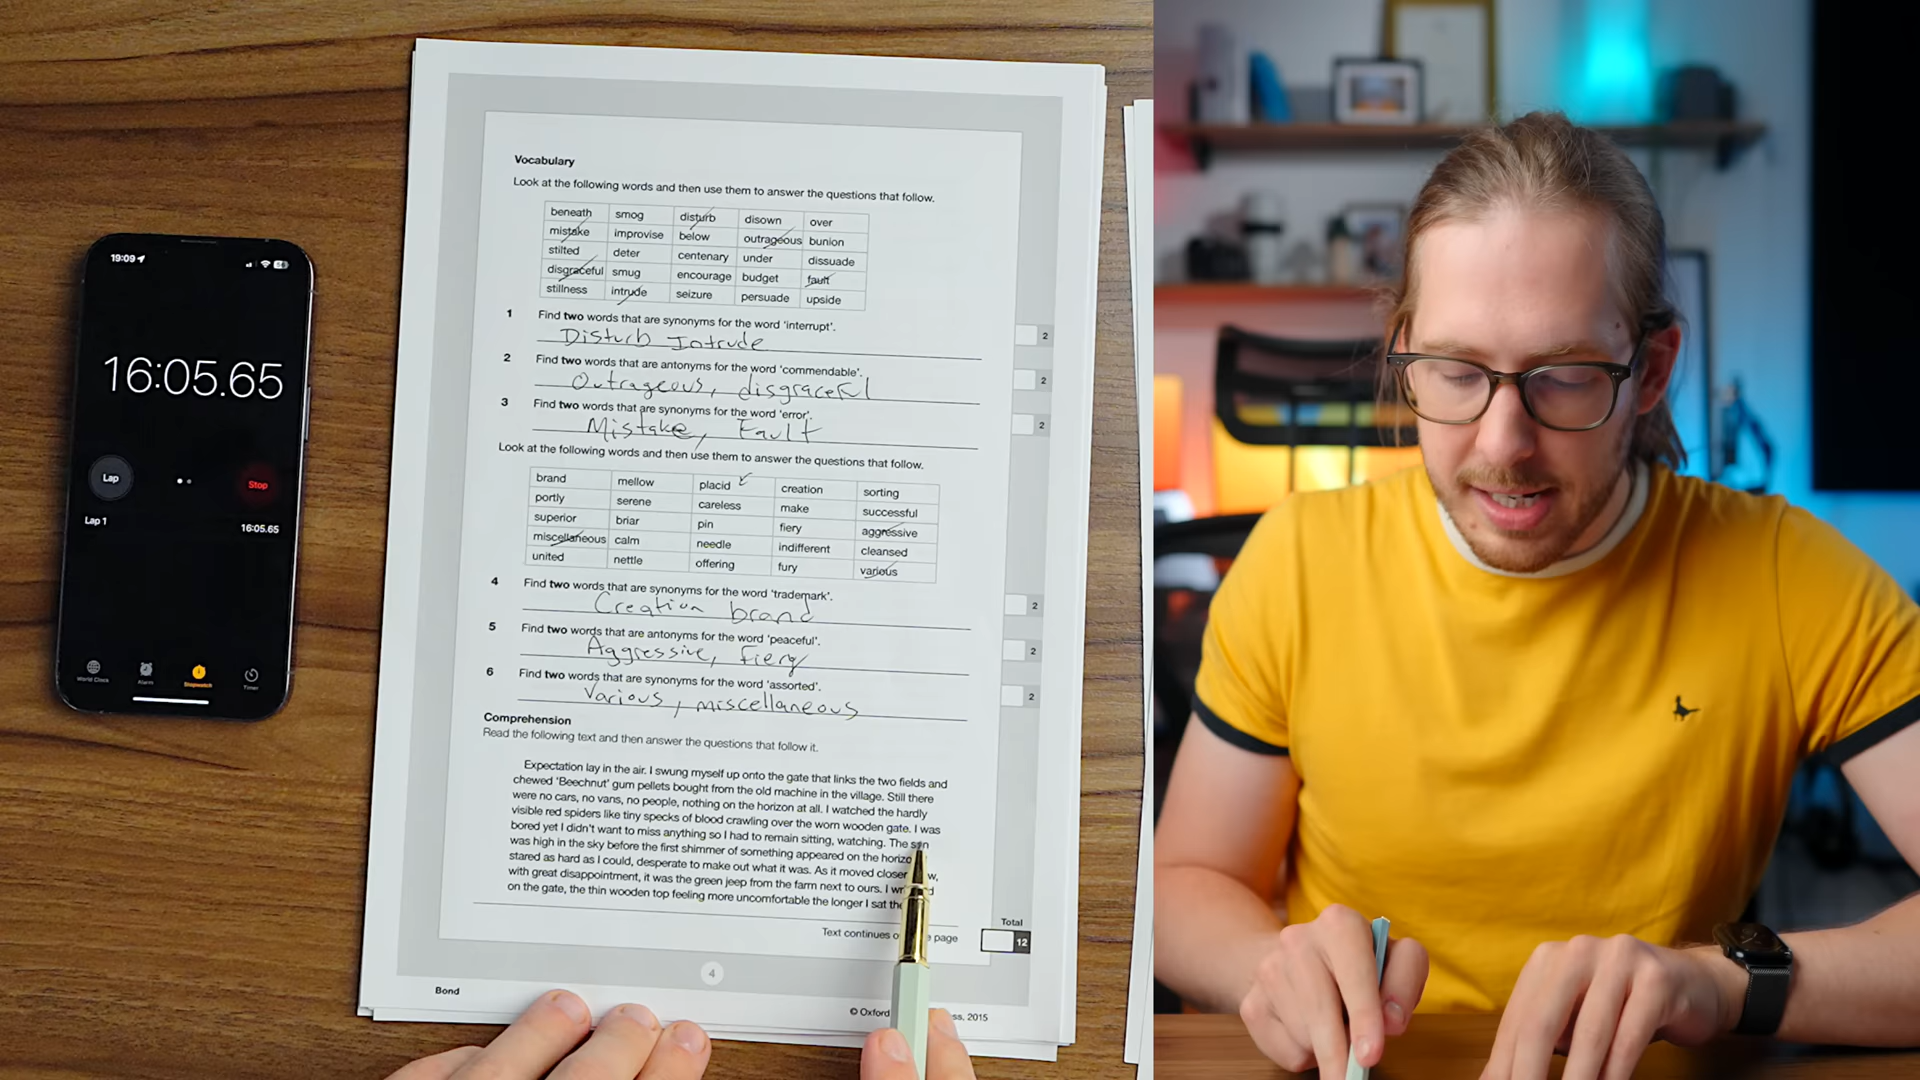 19:09
16:05.65
Lap
Stop
Lap 1
16:05.65
World Clock
Alarm
Stopwatch
Timer
Vocabulary
Look at the following words and then use them to answer the questions that follow.
beneath smog disturb disown over
mistake improvise below outrageous bunion
stilted deter centenary under dissuade
disgraceful smug encourage budget fault
stillness intrude seizure persuade upside
1 Find two words that are synonyms for the word 'interrupt'.
Disturb Intrude
2
2 Find two words that are antonyms for the word 'commendable'.
Outrageous, disgraceful
2
3 Find two words that are synonyms for the word 'error'.
Mistake, Fault
2
Look at the following words and then use them to answer the questions that follow.
brand mellow placid creation sorting
portly serene careless make successful
superior briar pin fiery aggressive
miscellaneous calm needle indifferent cleansed
united nettle offering fury various
4 Find two words that are synonyms for the word 'trademark'.
Creation brand
2
5 Find two words that are antonyms for the word 'peaceful'.
Aggressive, fiery
2
6 Find two words that are synonyms for the word 'assorted'.
Various, miscellaneous
2
Comprehension
Read the following text and then answer the questions that follow it.
Expectation lay in the air. I swung myself up onto the gate that links the two fields and
chewed 'Beechnut' gum pellets bought from the old machine in the village. Still there
were no cars, no vans, no people, nothing on the horizon at all. I watched the hardly
visible red spiders like tiny specks of blood crawling over the worn wooden gate. I was
bored yet I didn't want to miss anything so I had to remain sitting, watching. The sun
was high in the sky before the first shimmer of something appeared on the
stared as hard as I could, desperate to make out what it was. As it moved closer
with great disappointment, it was the green jeep from the farm next to ours. I
on the gate, the thin wooden top feeling more uncomfortable the longer I sat
Text continues page
Total
12
4
Bond
© Oxford 2015